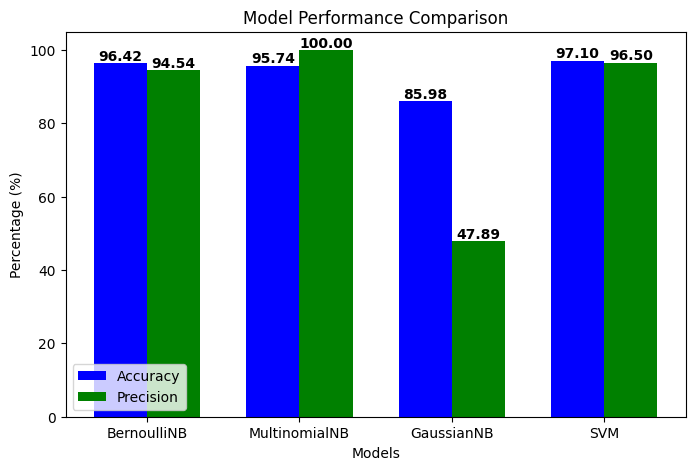 Model Performance Comparison
Percentage (%)
100
80
60
40
20
0
96.42
94.54
95.74
100.00
85.98
47.89
97.10
96.50
Accuracy
Precision
BernoulliNB
MultinomialNB
GaussianNB
SVM
Models